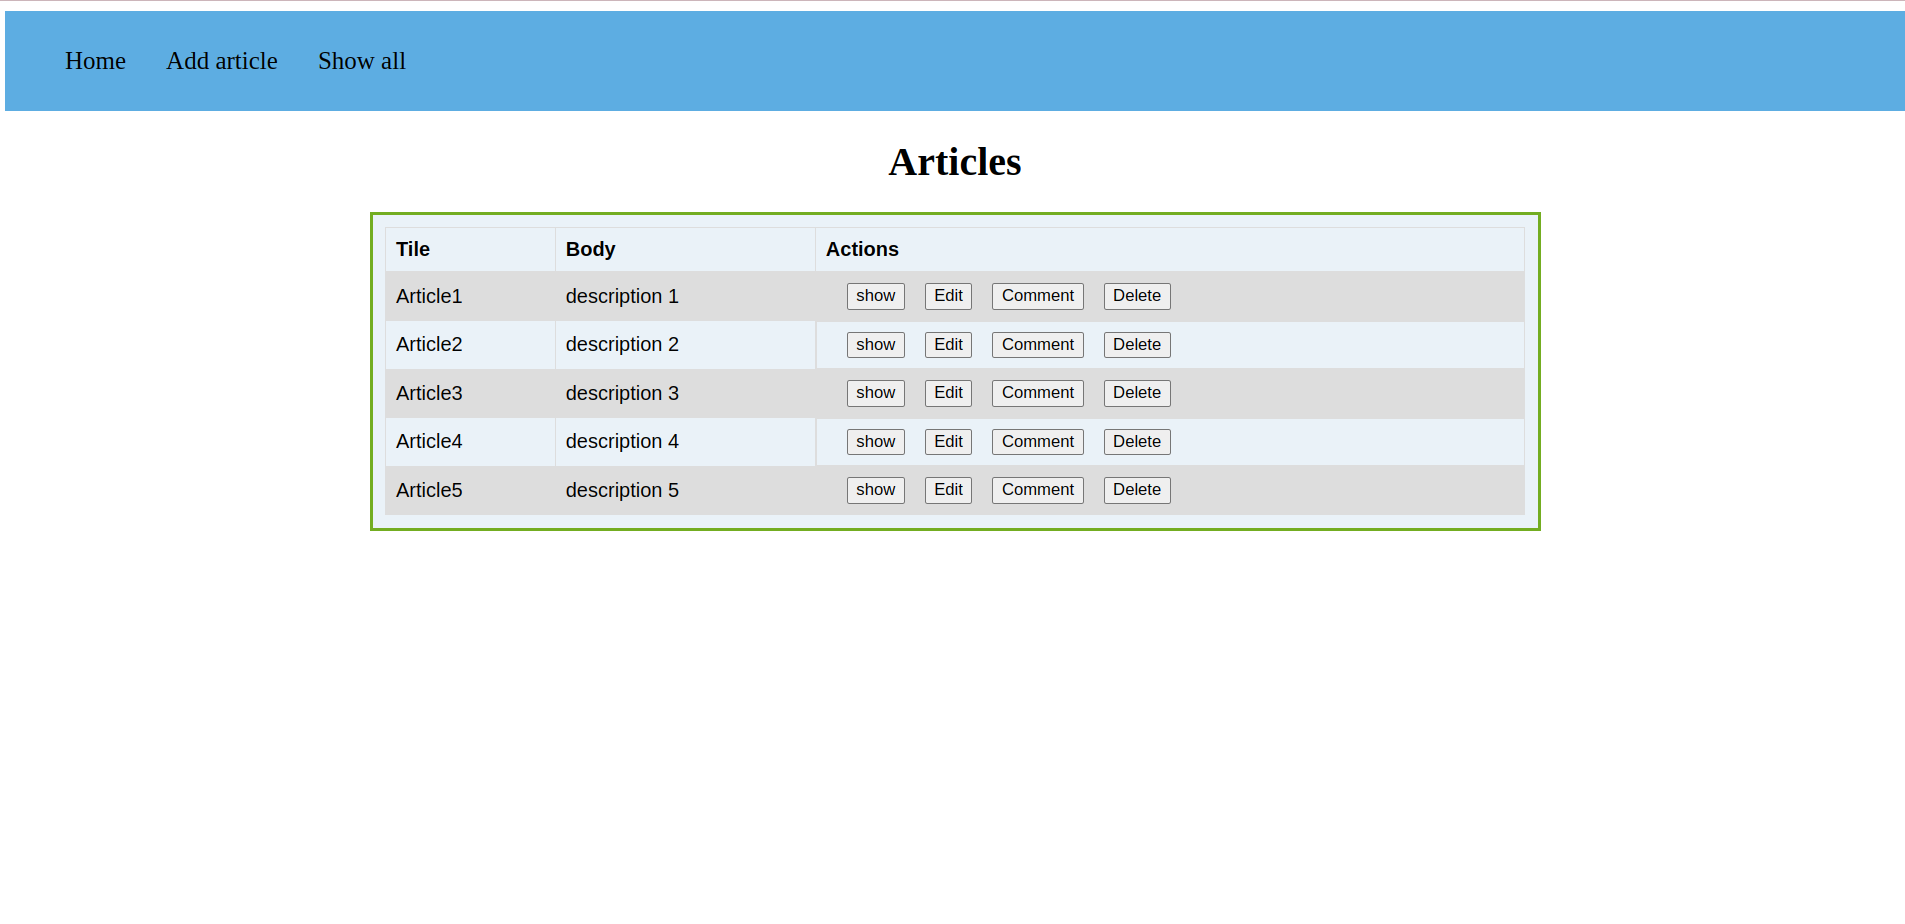 Home Add article Show all
Articles
Tile Body Actions
Article1 description 1 show Edit Comment Delete
Article2 description 2 show Edit Comment Delete
Article3 description 3 show Edit Comment Delete
Article4 description 4 show Edit Comment Delete
Article5 description 5 show Edit Comment Delete